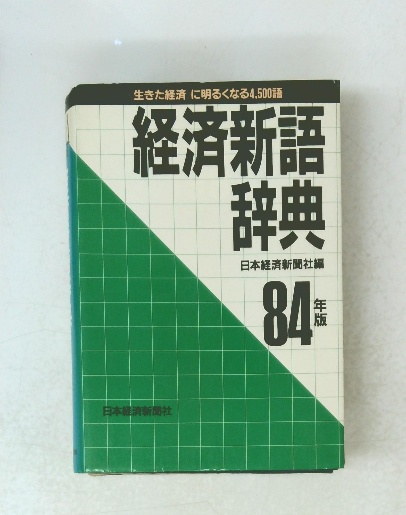 生きた経済 に明るくなる4,500語
経済新語
辞典
日本経済新聞社編
84年版
日本経済新聞社